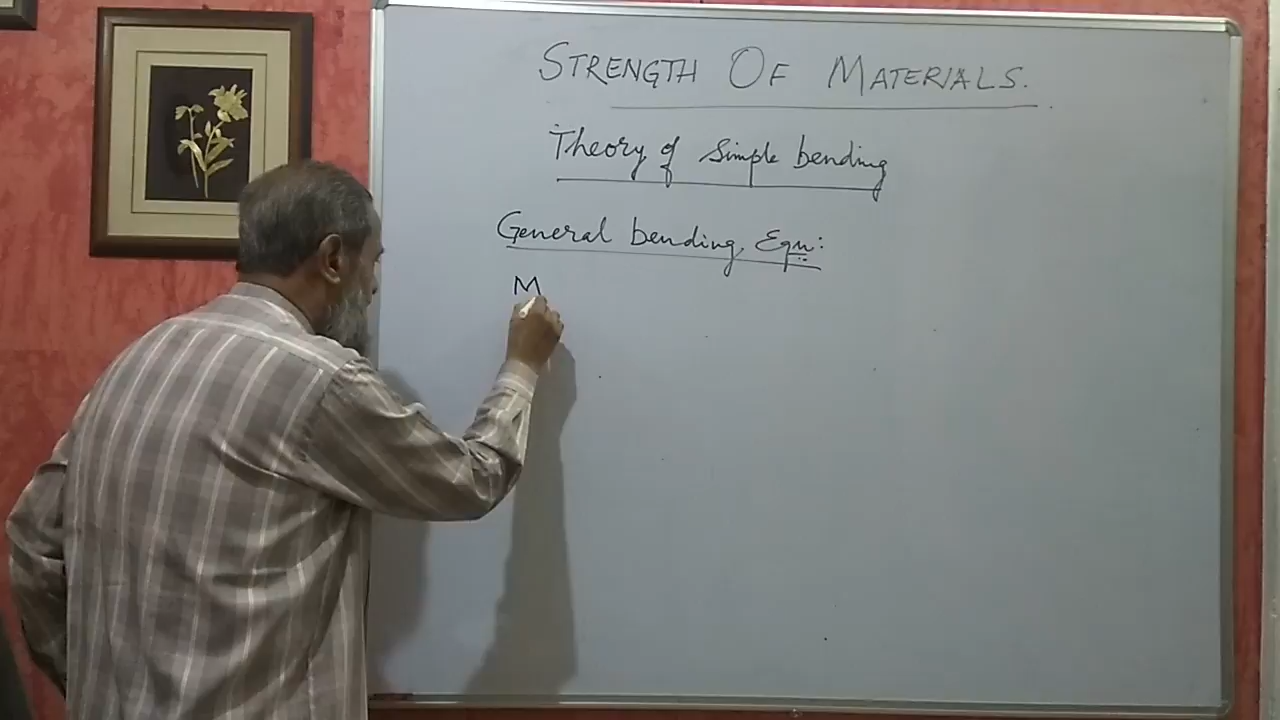 STRENGTH OF MATERIALS.
Theory of Simple bending
General bending Eqn:
M